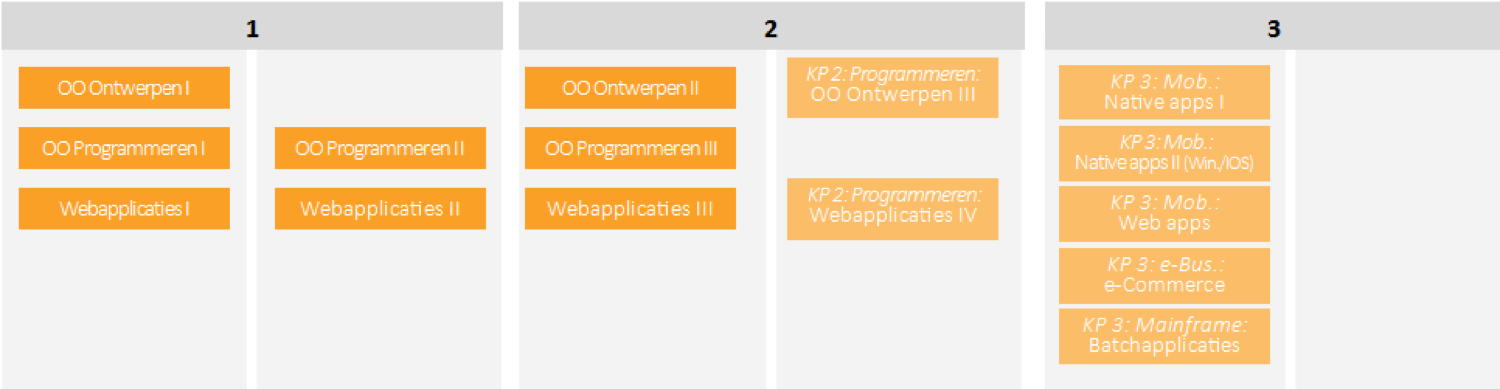 1
2
3
OO Ontwerpen I
OO Programmeren I
Webapplicaties I
OO Programmeren II
Webapplicaties II
OO Ontwerpen II
OO Programmeren III
Webapplicaties III
KP 2: Programmeren:
OO Ontwerpen III
KP 2: Programmeren:
Webapplicaties IV
KP 3: Mob.:
Native apps I
KP 3: Mob.:
Native apps II (Win./IOS)
KP 3: Mob.:
Web apps
KP 3: e-Bus.:
e-Commerce
KP 3: Mainframe:
Batchapplicaties